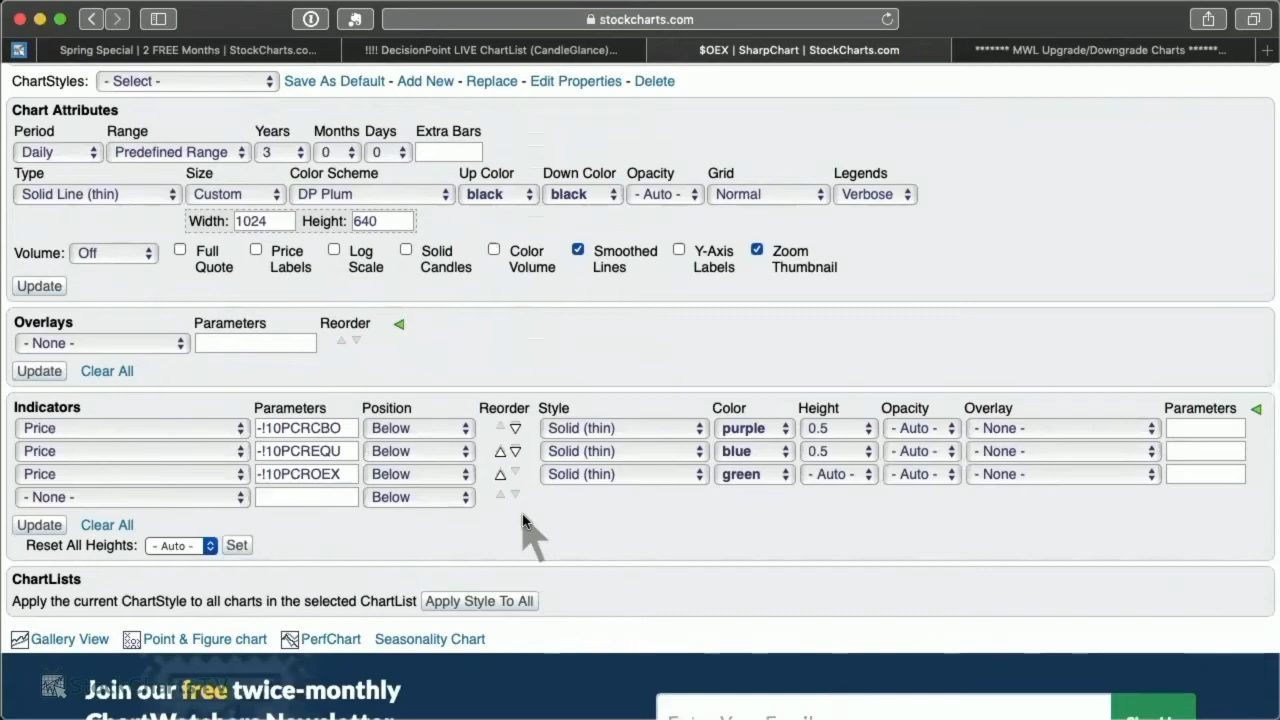 stockcharts.com
Spring Special | 2 FREE Months | StockCharts.co... !!!! DecisionPoint LIVE ChartList (CandleGlance)... $OEX | SharpChart | StockCharts.com ******* MWL Upgrade/Downgrade Charts ******...
ChartStyles: - Select - Save As Default - Add New - Replace - Edit Properties - Delete
Chart Attributes
Period Range Years Months Days Extra Bars
Daily Predefined Range 3 0 0
Type Size Color Scheme Up Color Down Color Opacity Grid Legends
Solid Line (thin) Custom DP Plum black black - Auto - Normal Verbose
Width: 1024 Height: 640
Volume: Off Full Quote Price Labels Log Scale Solid Candles Color Volume Smoothed Lines Y-Axis Labels Zoom Thumbnail
Update
Overlays Parameters Reorder
- None -
Update Clear All
Indicators Parameters Position Reorder Style Color Height Opacity Overlay Parameters
Price -!10PCRCBO Below Solid (thin) purple 0.5 - Auto - - None -
Price -!10PCREQU Below Solid (thin) blue 0.5 - Auto - - None -
Price -!10PCROEX Below Solid (thin) green - Auto - - Auto - - None -
- None - Below
Update Clear All
Reset All Heights: - Auto - Set
ChartLists
Apply the current ChartStyle to all charts in the selected ChartList Apply Style To All
Gallery View Point & Figure chart PerfChart Seasonality Chart
Join our free twice-monthly
ChartWatchers Newsletter
Enter Your Email
Sign Up